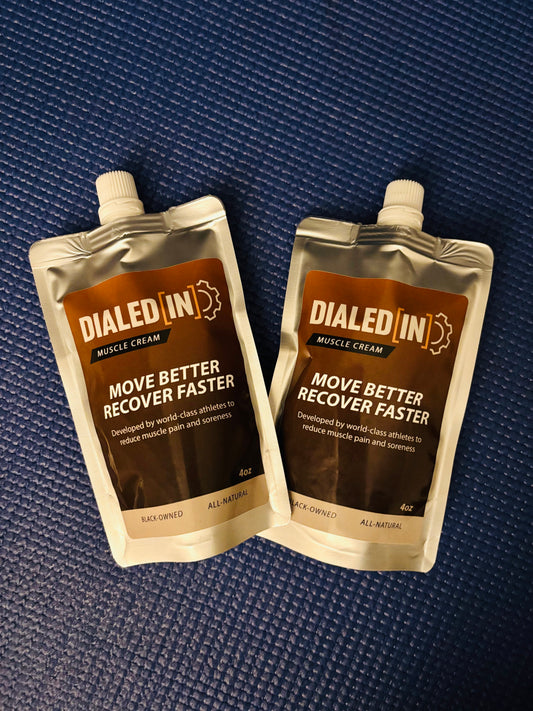 DIALED[IN]
MUSCLE CREAM
MOVE BETTER
RECOVER FASTER
Developed by world-class athletes to
reduce muscle pain and soreness
4oz
BLACK-OWNED ALL-NATURAL
DIALED[IN]
MUSCLE CREAM
MOVE BETTER
RECOVER FASTER
Developed by world-class athletes to
reduce muscle pain and soreness
4oz
BLACK-OWNED ALL-NATURAL